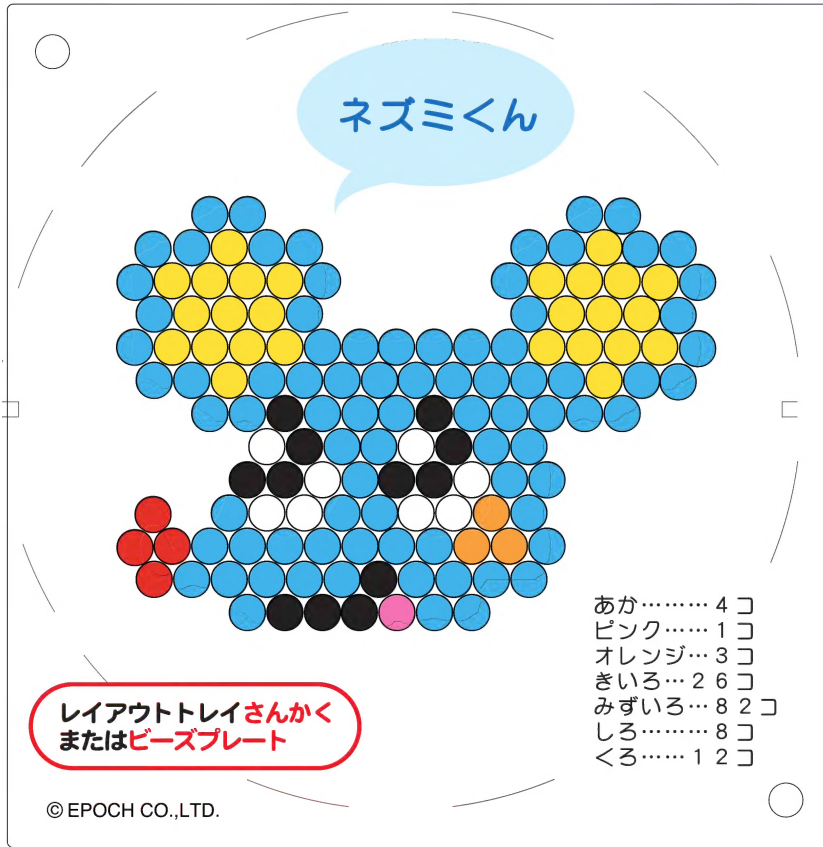 ネズミくん
あか………４コ
ピンク……１コ
オレンジ…３コ
きいろ…２６コ
みずいろ…８２コ
しろ………８コ
くろ……１２コ
レイアウトトレイさんかく
またはビーズプレート
© EPOCH CO.,LTD.